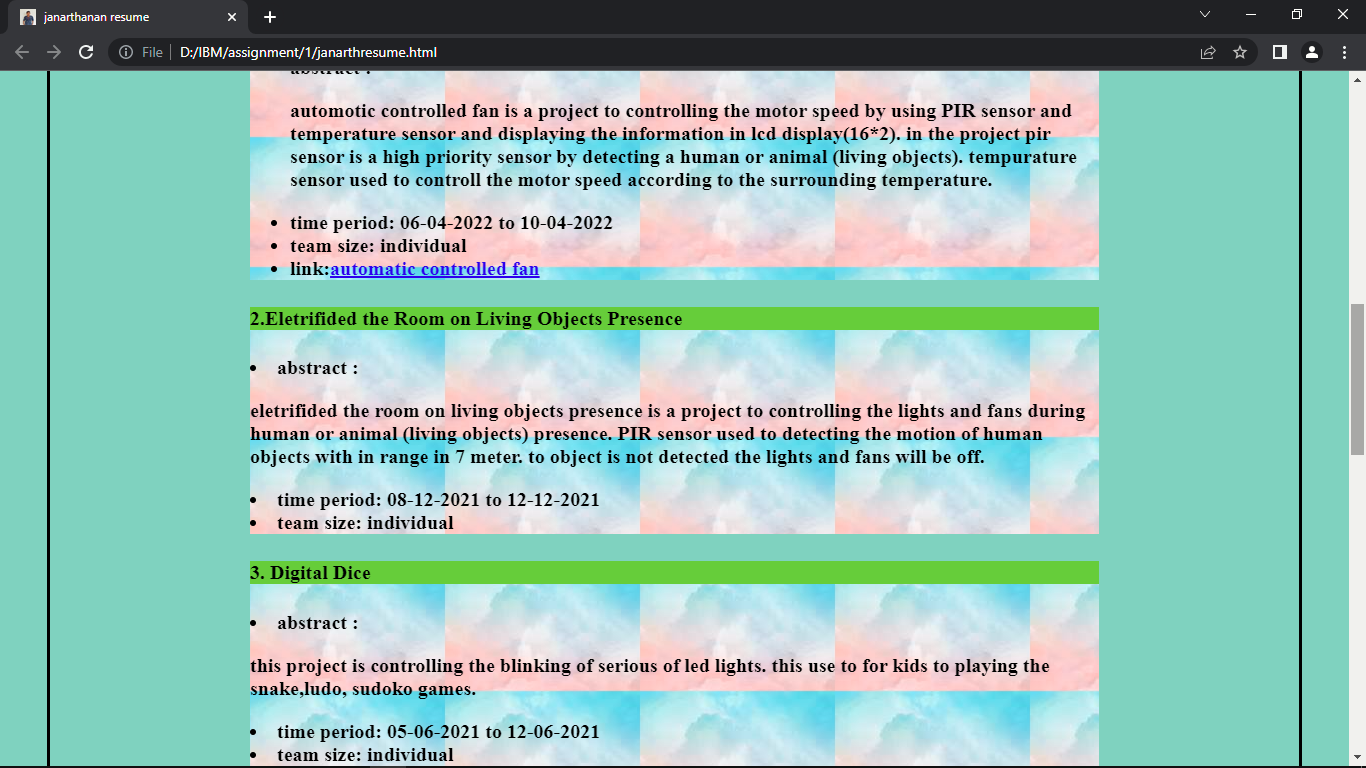 janarthanan resume
File D:/IBM/assignment/1/janarthresume.html
abstract :
automotic controlled fan is a project to controlling the motor speed by using PIR sensor and
temperature sensor and displaying the information in lcd display(16*2). in the project pir
sensor is a high priority sensor by detecting a human or animal (living objects). tempurature
sensor used to controll the motor speed according to the surrounding temperature.
• time period: 06-04-2022 to 10-04-2022
• team size: individual
• link:automatic controlled fan
2.Eletrifided the Room on Living Objects Presence
• abstract :
eletrifided the room on living objects presence is a project to controlling the lights and fans during
human or animal (living objects) presence. PIR sensor used to detecting the motion of human
objects with in range in 7 meter. to object is not detected the lights and fans will be off.
• time period: 08-12-2021 to 12-12-2021
• team size: individual
3. Digital Dice
• abstract :
this project is controlling the blinking of serious of led lights. this use to for kids to playing the
snake,ludo, sudoko games.
• time period: 05-06-2021 to 12-06-2021
• team size: individual